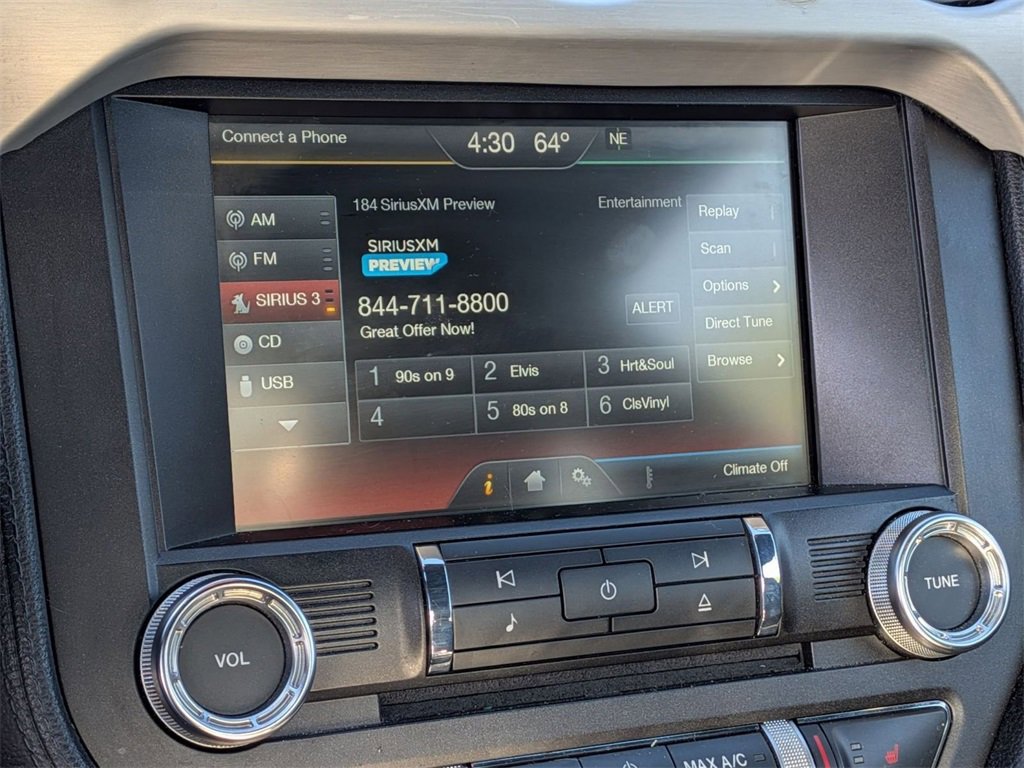 Connect a Phone
4:30 64º NE
184 SiriusXM Preview
Entertainment
AM
FM
SIRIUS 3
CD
USB
SIRIUSXM
PREVIEW
844-711-8800
Great Offer Now!
ALERT
Replay
Scan
Options
Direct Tune
Browse
1 90s on 9
2 Elvis
3 Hrt&Soul
4
5 80s on 8
6 ClsVinyl
i
Climate Off
VOL
TUNE
MAX A/C